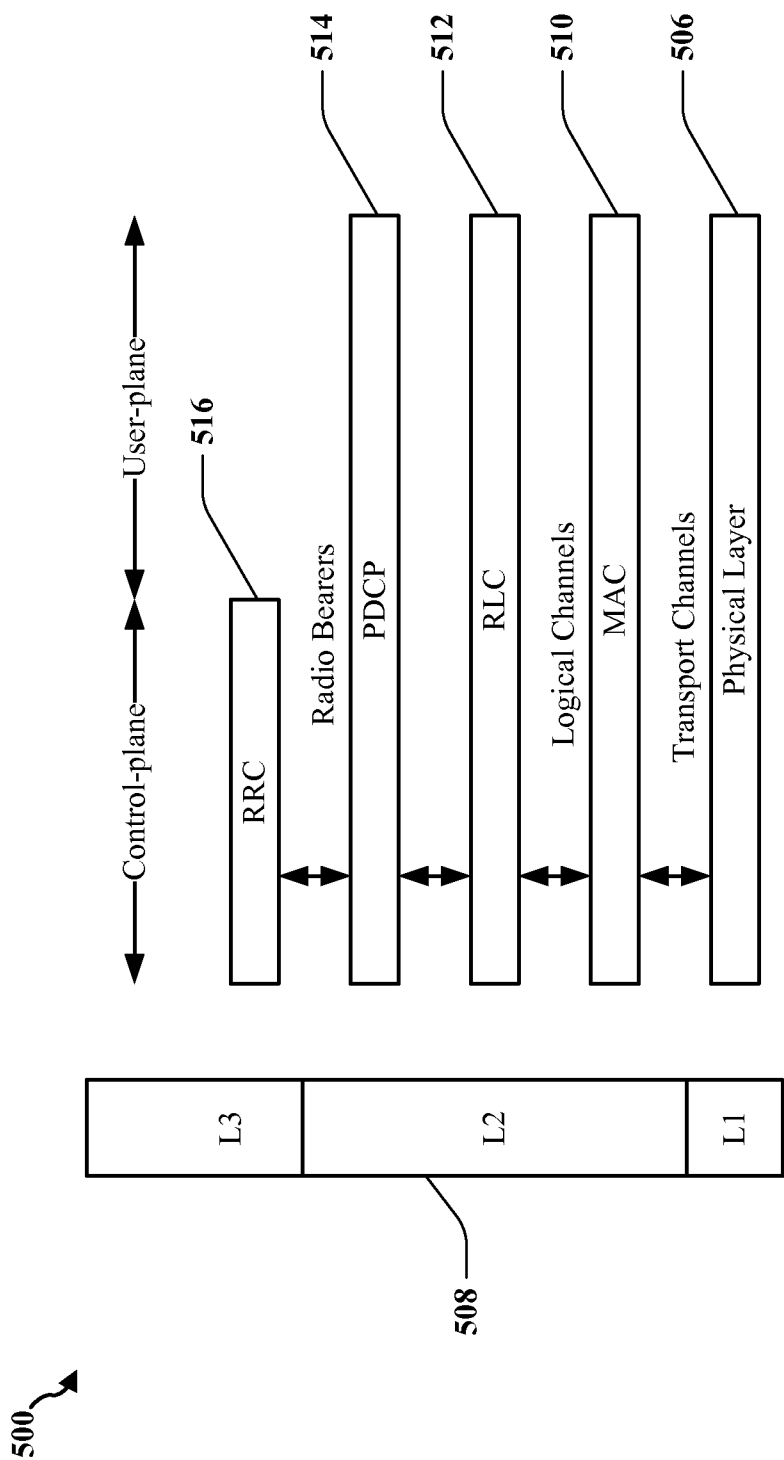 500
Control-plane
User-plane
516
RRC
L3
Radio Bearers
514
PDCP
512
RLC
L2
508
Logical Channels
510
MAC
Transport Channels
506
Physical Layer
L1